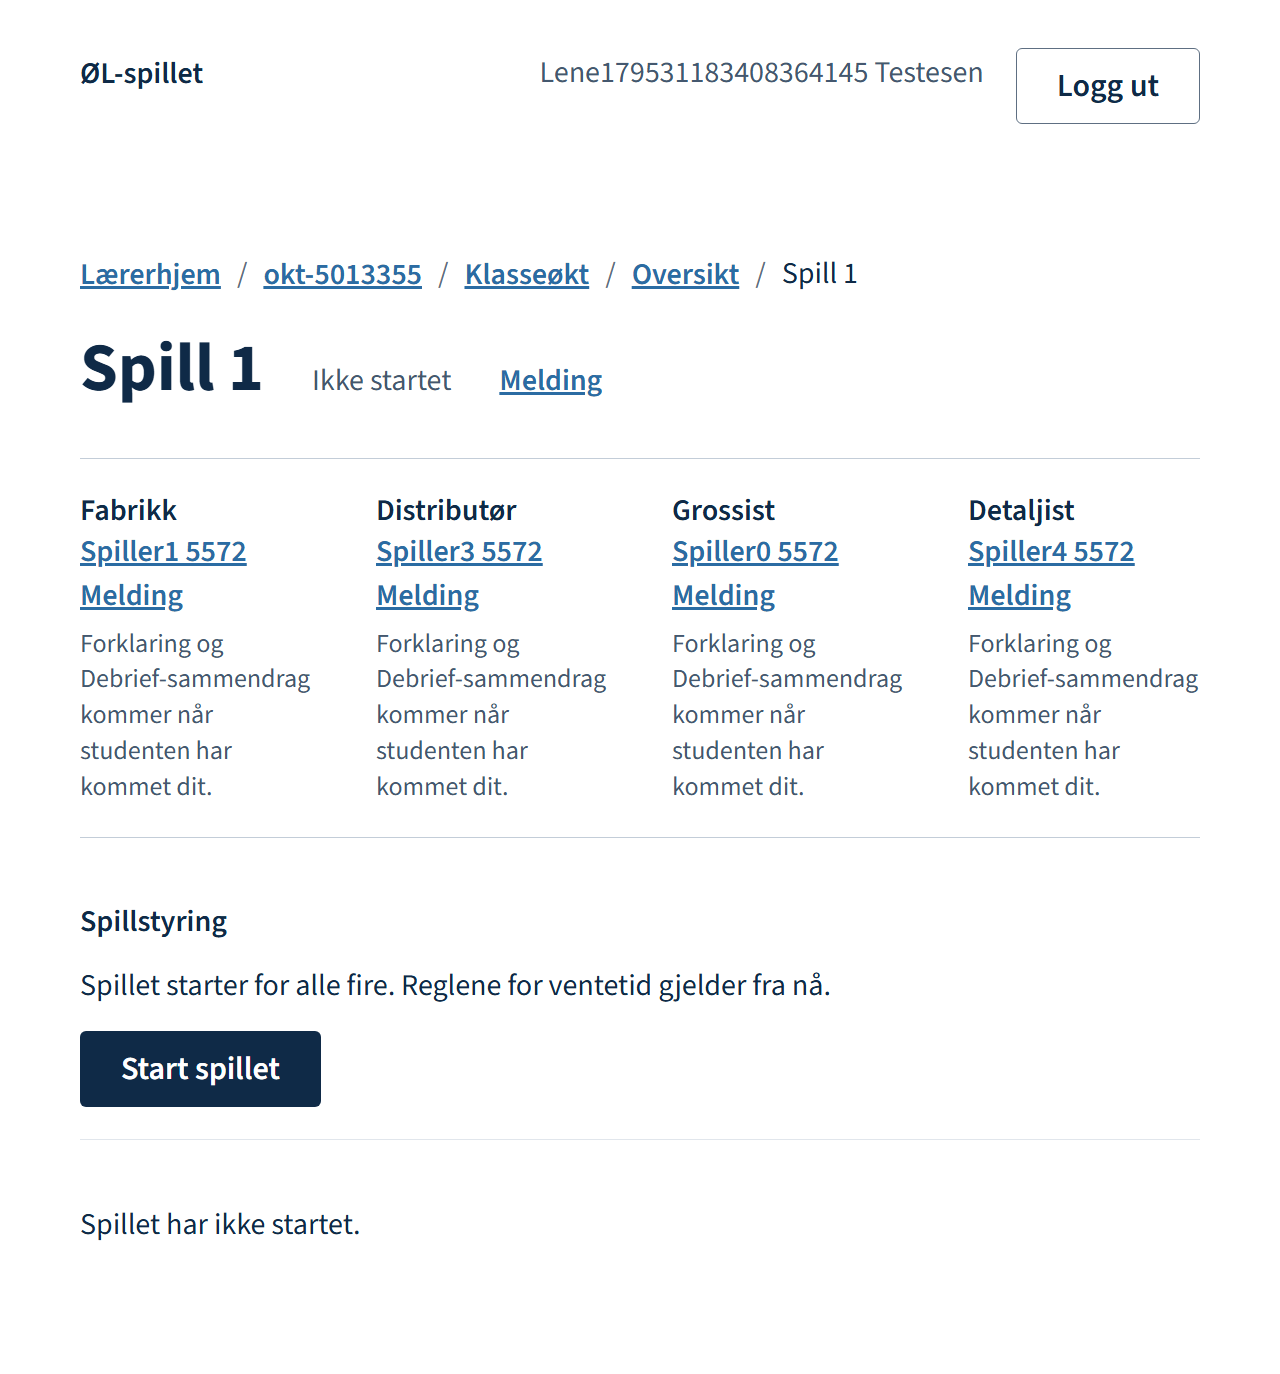 ØL-spillet
Lene179531183408364145 Testesen
Logg ut
Lærerhjem / okt-5013355 / Klasseøkt / Oversikt / Spill 1
Spill 1 Ikke startet Melding
Fabrikk
Spiller1 5572
Melding
Forklaring og
Debrief-sammendrag
kommer når
studenten har
kommet dit.
Distributør
Spiller3 5572
Melding
Forklaring og
Debrief-sammendrag
kommer når
studenten har
kommet dit.
Grossist
Spiller0 5572
Melding
Forklaring og
Debrief-sammendrag
kommer når
studenten har
kommet dit.
Detaljist
Spiller4 5572
Melding
Forklaring og
Debrief-sammendrag
kommer når
studenten har
kommet dit.
Spillstyring
Spillet starter for alle fire. Reglene for ventetid gjelder fra nå.
Start spillet
Spillet har ikke startet.